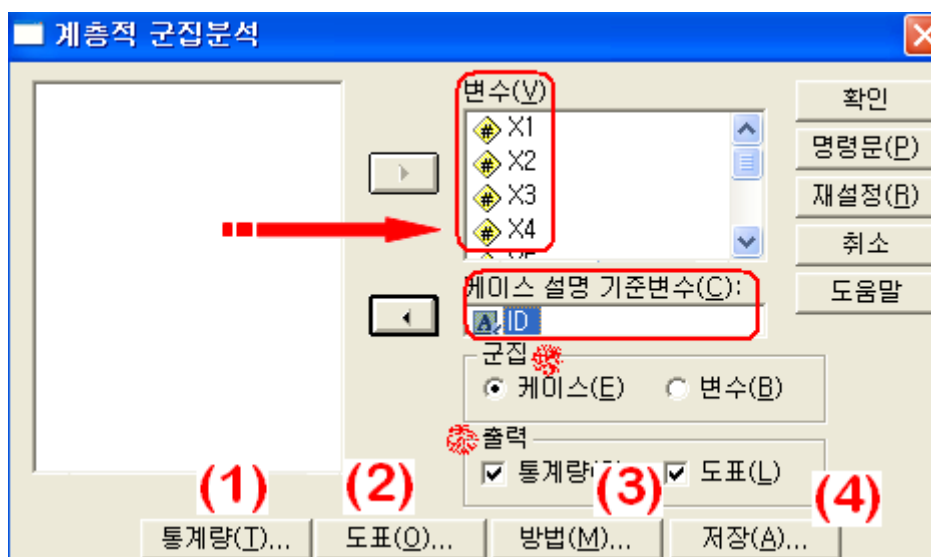 계층적 군집분석
변수(V)
X1
X2
X3
X4
확인
명령문(P)
재설정(R)
취소
도움말
케이스 설명 기준변수(C):
ID
군집
케이스(E) 변수(B)
출력
통계량 도표(L)
(1) (2) (3) (4)
통계량(T)... 도표(O)... 방법(M)... 저장(A)...